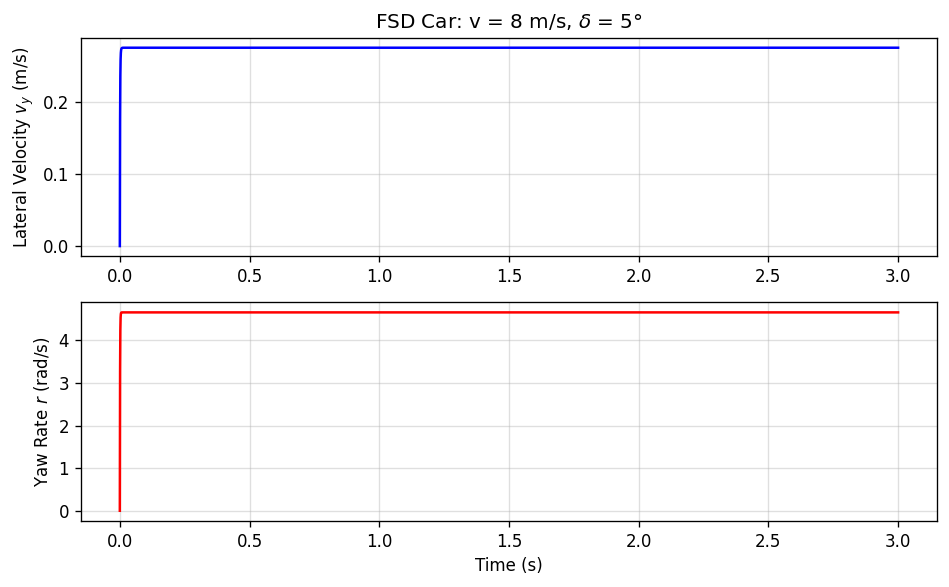 FSD Car: v = 8 m/s, δ = 5°
Lateral Velocity v_y (m/s)
0.2
0.1
0.0
0.0 0.5 1.0 1.5 2.0 2.5 3.0
Yaw Rate r (rad/s)
4
3
2
1
0
0.0 0.5 1.0 1.5 2.0 2.5 3.0
Time (s)